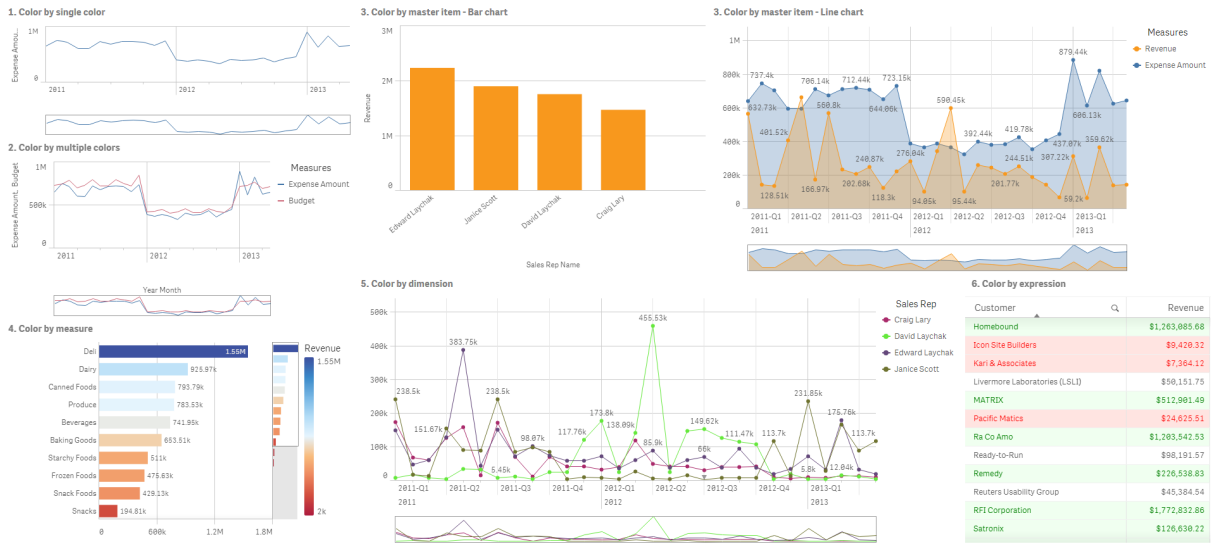 1. Color by single color
Expense Amou...
1M
0
2011
2012
2013
2. Color by multiple colors
Expense Amount, Budget
1M
500k
0
2011
2012
2013
Year Month
Measures
Expense Amount
Budget
3. Color by master item - Bar chart
Revenue
3M
2M
1M
0
Edward Laychak
Janice Scott
David Laychak
Craig Lary
Sales Rep Name
3. Color by master item - Line chart
1M
800k
600k
400k
200k
0
737.4k
632.73k
401.52k
128.51k
706.14k
560.8k
166.97k
712.44k
202.68k
240.87k
644.06k
118.3k
723.15k
276.04k
94.05k
590.45k
95.44k
392.44k
201.77k
419.78k
244.51k
307.22k
437.07k
59.2k
879.44k
606.13k
359.62k
2011-Q1
2011-Q2
2011-Q3
2011-Q4
2012-Q1
2012-Q2
2012-Q3
2012-Q4
2013-Q1
2011
2012
2013
Measures
Revenue
Expense Amount
4. Color by measure
Deli
1.55M
Dairy
925.97k
Canned Foods
793.79k
Produce
783.53k
Beverages
741.95k
Baking Goods
663.61k
Starchy Foods
511k
Frozen Foods
475.63k
Snack Foods
429.13k
Snacks
194.81k
0
600k
1.2M
1.8M
Revenue
1.55M
2k
5. Color by dimension
500k
400k
300k
200k
100k
0
238.5k
151.67k
383.75k
238.5k
5.45k
98.07k
117.76k
173.8k
138.09k
455.53k
85.9k
149.62k
66k
111.47k
113.7k
231.85k
5.8k
12.04k
175.76k
113.7k
2011-Q1
2011-Q2
2011-Q3
2011-Q4
2012-Q1
2012-Q2
2012-Q3
2012-Q4
2013-Q1
2011
2012
2013
Sales Rep
Craig Lary
David Laychak
Edward Laychak
Janice Scott
6. Color by expression
Customer Revenue
Homebound $1,263,085.68
Icon Site Builders $9,420.32
Kari & Associates $7,364.12
Livermore Laboratories (LSLI) $50,151.75
MATRIX $512,901.49
Pacific Matics $24,625.51
Ra Co Amo $1,203,542.53
Ready-to-Run $98,191.57
Remedy $226,538.83
Reuters Usability Group $45,384.54
RFI Corporation $1,772,832.86
Satronix $126,630.22